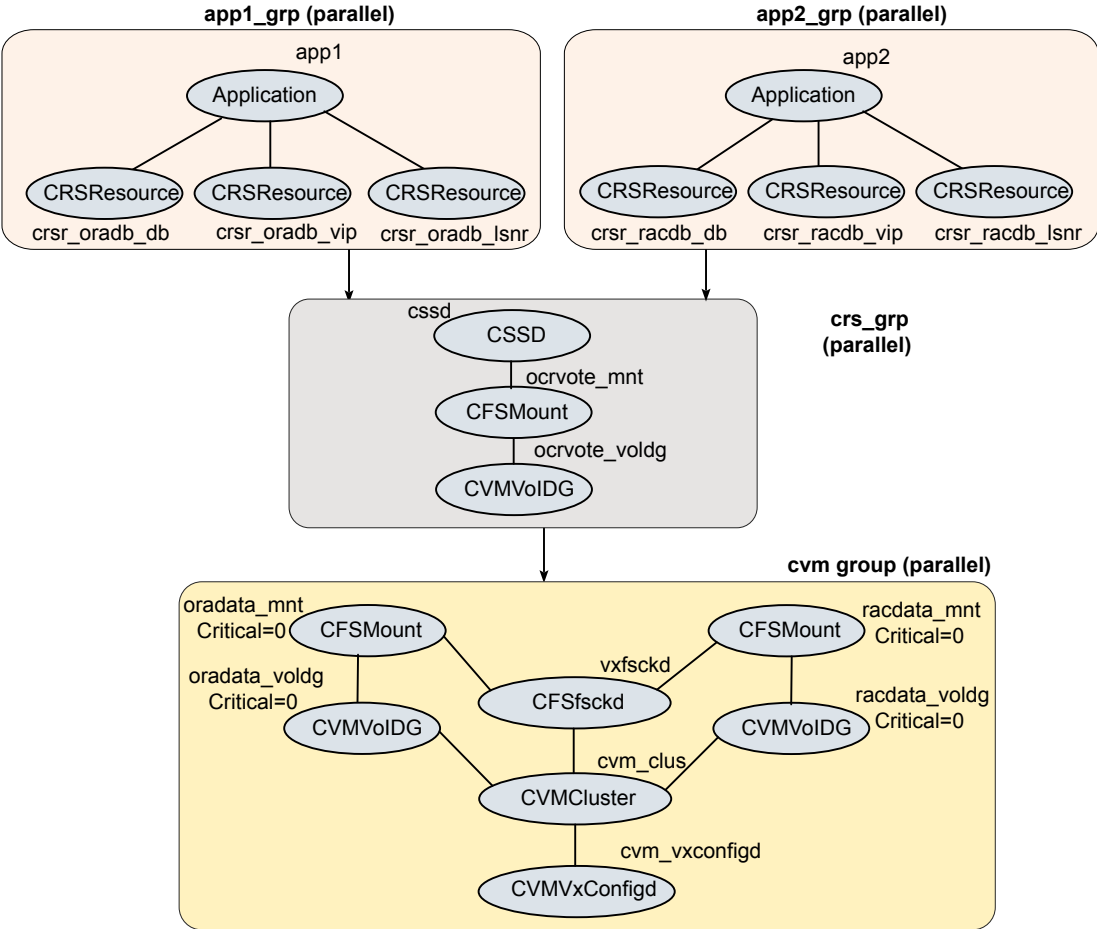 app1_grp (parallel)
app2_grp (parallel)
app1
Application
CRSResource
CRSResource
CRSResource
crsr_oradb_db
crsr_oradb_vip
crsr_oradb_lsnr
app2
Application
CRSResource
CRSResource
CRSResource
crsr_racdb_db
crsr_racdb_vip
crsr_racdb_lsnr
cssd
CSSD
ocrvote_mnt
CFSMount
ocrvote_voldg
CVMVolDG
crs_grp
(parallel)
cvm group (parallel)
oradata_mnt
Critical=0
CFSMount
oradata_voldg
Critical=0
CVMVolDG
vxfsckd
CFSfsckd
CFSMount
racdata_mnt
Critical=0
CVMVolDG
racdata_voldg
Critical=0
cvm_clus
CVMCluster
cvm_vxconfigd
CVMVxConfigd